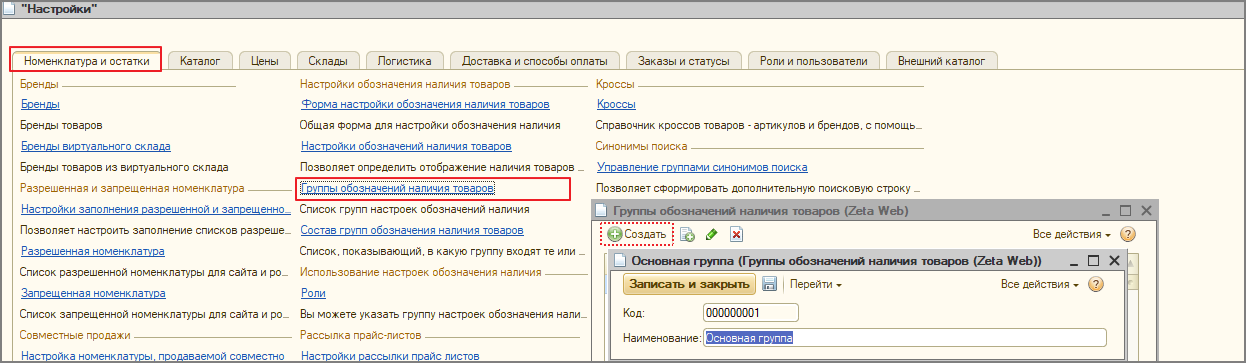 "Настройки"
Номенклатура и остатки Каталог Цены Склады Логистика Доставка и способы оплаты Заказы и статусы Роли и пользователи Внешний каталог
Бренды
Бренды
Бренды товаров
Бренды виртуального склада
Бренды товаров из виртуального склада
Разрешенная и запрещенная номенклатура
Настройки заполнения разрешенной и запрещенно...
Позволяет настроить заполнение списков разреше...
Разрешенная номенклатура
Список разрешенной номенклатуры для сайта и ро...
Запрещенная номенклатура
Список запрещенной номенклатуры для сайта и ро...
Совместные продажи
Настройка номенклатуры, продаваемой совместно
Настройки обозначения наличия товаров
Форма настройки обозначения наличия товаров
Общая форма для настройки обозначения наличия
Настройки обозначений наличия товаров
Позволяет определить отображение наличия товаров ...
Группы обозначений наличия товаров
Список групп настроек обозначений наличия
Состав групп обозначения наличия товаров
Список, показывающий, в какую группу входят те или ...
Использование настроек обозначения наличия
Роли
Вы можете указать группу настроек обозначения нали...
Рассылка прайс-листов
Настройки рассылки прайс листов
Кроссы
Кроссы
Справочник кроссов товаров - артикулов и брендов, с помощь...
Синонимы поиска
Управление группами синонимов поиска
Позволяет сформировать дополнительную поисковую строку ...
Группы обозначений наличия товаров (Zeta Web)
Создать Все действия
Основная группа (Группы обозначений наличия товаров (Zeta Web))
Записать и закрыть Перейти Все действия
Код: 000000001
Наименование: Основная группа